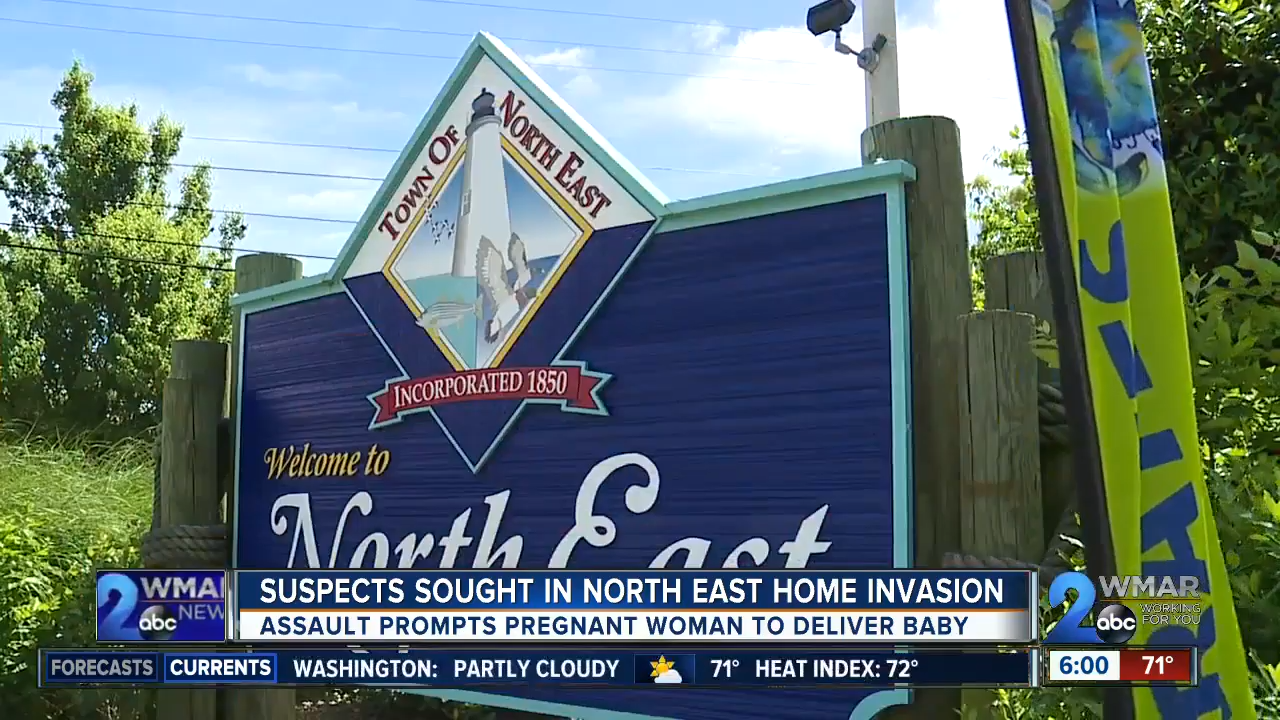 TOWN OF NORTH EAST
INCORPORATED 1850
Welcome to
North East
2 WMAR NEWS
abc
SUSPECTS SOUGHT IN NORTH EAST HOME INVASION
ASSAULT PROMPTS PREGNANT WOMAN TO DELIVER BABY
2 WMAR
abc WORKING
FOR YOU
FORECASTS CURRENTS WASHINGTON: PARTLY CLOUDY 71° HEAT INDEX: 72°
6:00 71°